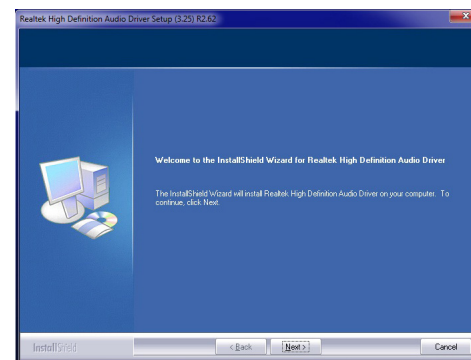 Realtek High Definition Audio Driver Setup (3.25) R2.62
Welcome to the InstallShield Wizard for Realtek High Definition Audio Driver
The InstallShield Wizard will install Realtek High Definition Audio Driver on your computer. To
continue, click Next.
InstallShield
< Back
Next >
Cancel